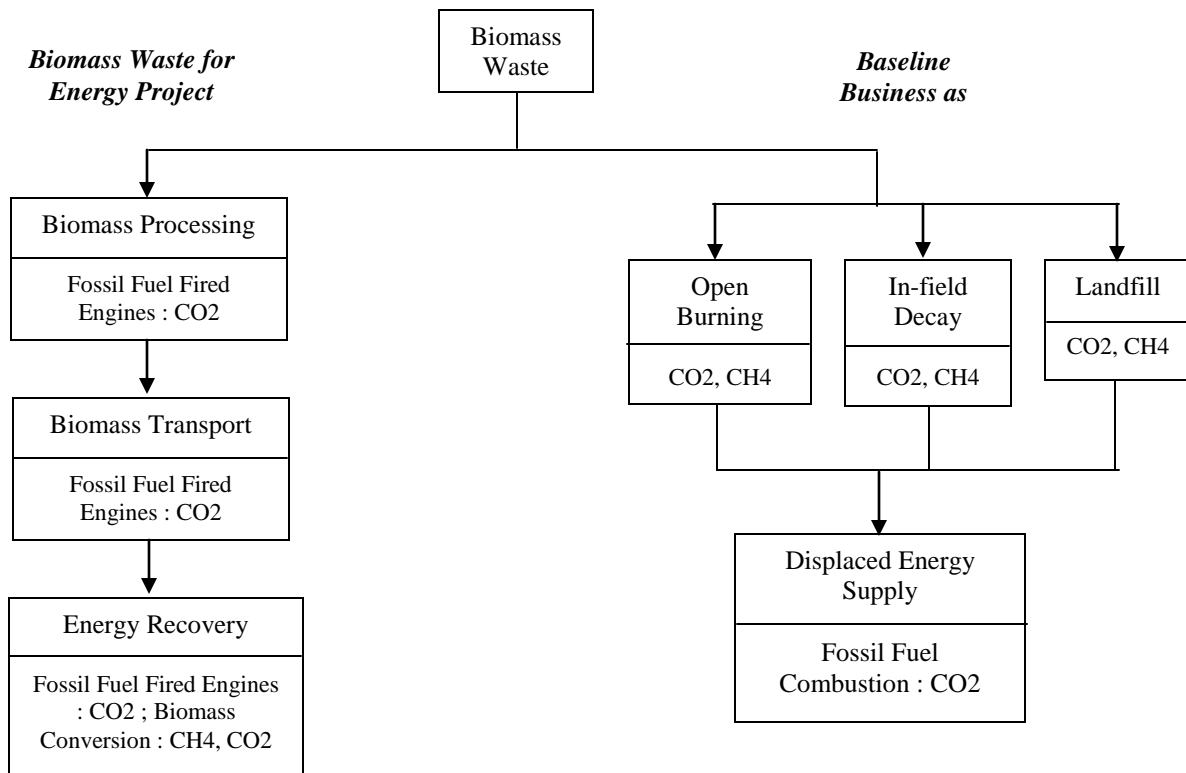 Biomass
Waste
Biomass Waste for
Energy Project
Baseline
Business as
Biomass Processing
Fossil Fuel Fired
Engines : CO2
Biomass Transport
Fossil Fuel Fired
Engines : CO2
Energy Recovery
Fossil Fuel Fired Engines
: CO2 ; Biomass
Conversion : CH4, CO2
Open
Burning
CO2, CH4
In-field
Decay
CO2, CH4
Landfill
CO2, CH4
Displaced Energy
Supply
Fossil Fuel
Combustion : CO2